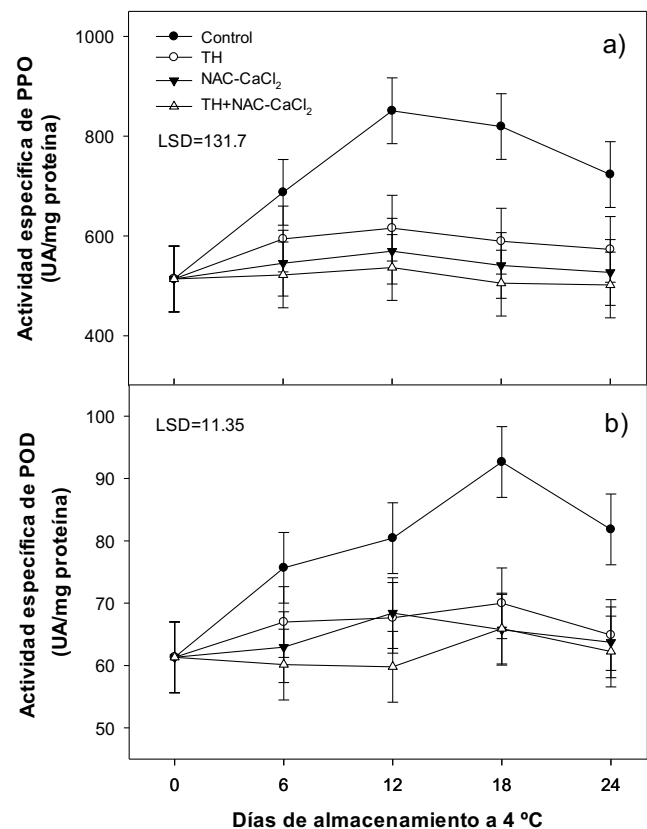 1000
800
600
400
Actividad específica de PPO
(UA/mg proteína)
Control
TH
NAC-CaCl₂
TH+NAC-CaCl₂
LSD=131.7
a)
100
90
80
70
60
50
Actividad específica de POD
(UA/mg proteína)
LSD=11.35
b)
0 6 12 18 24
Días de almacenamiento a 4 ºC